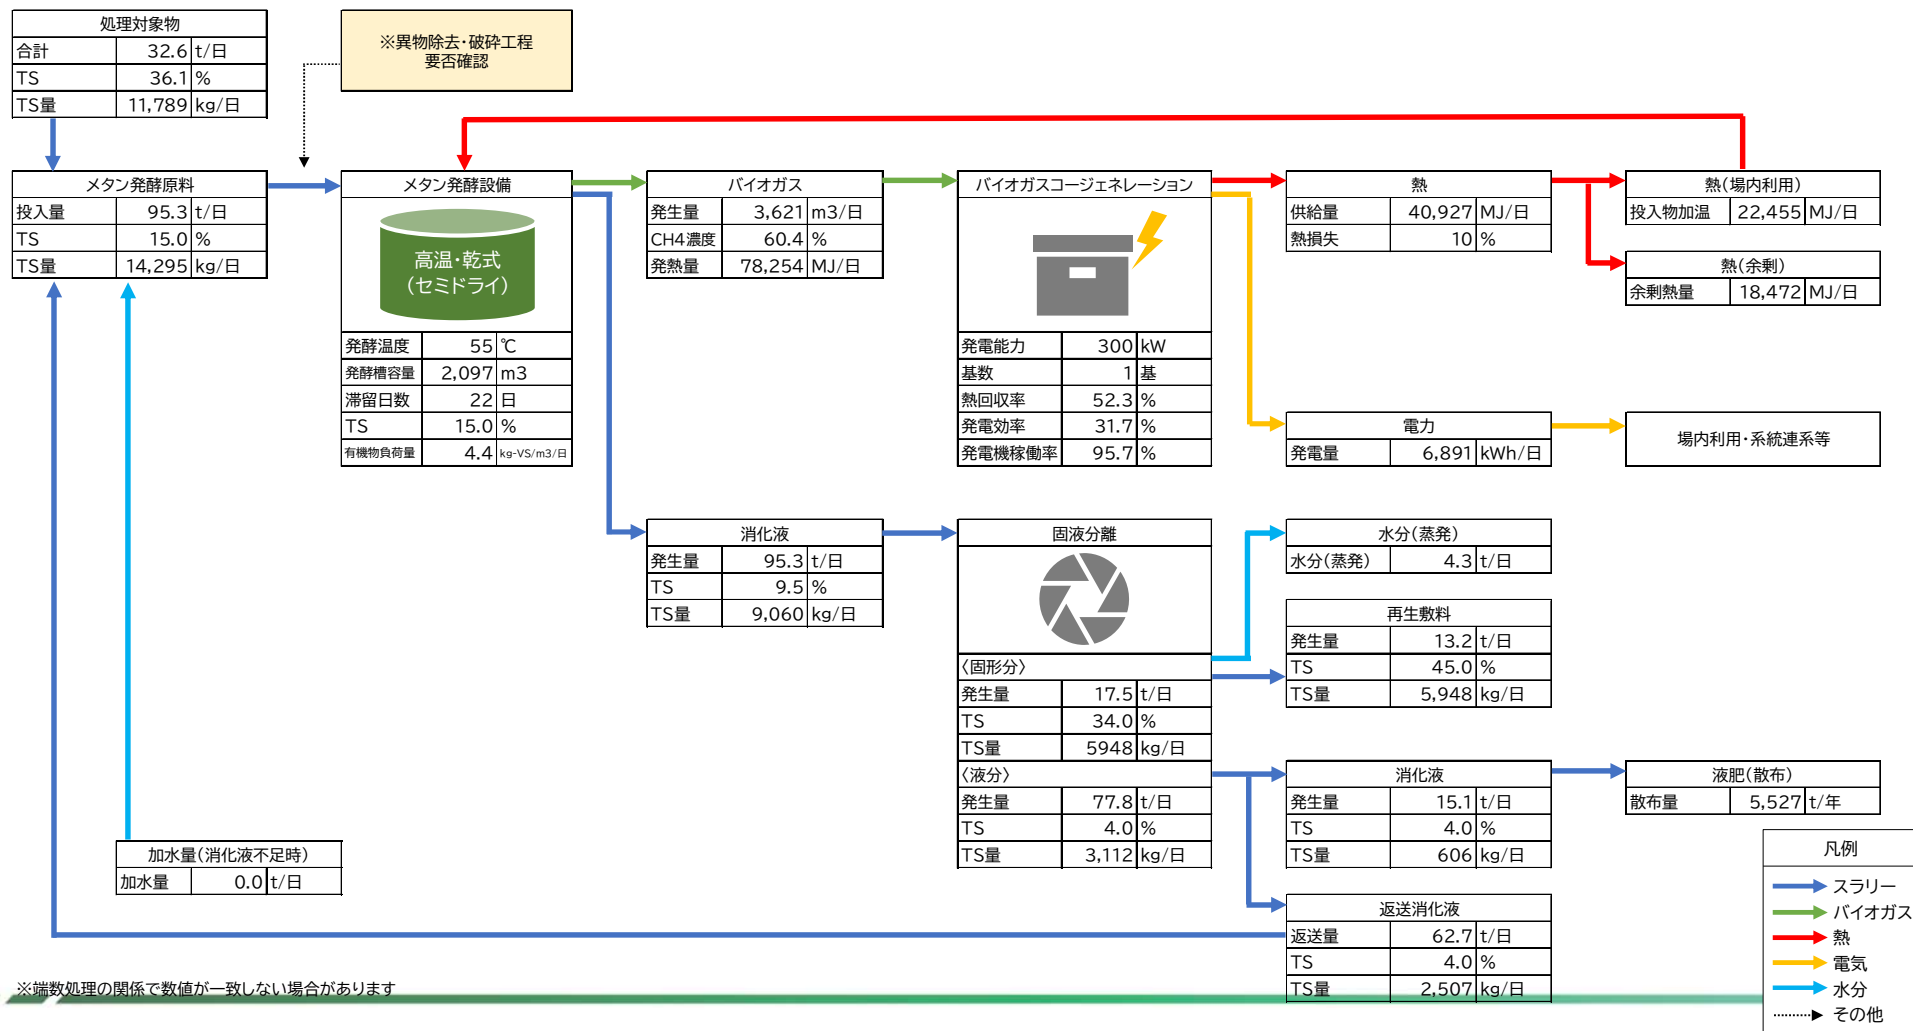 処理対象物
合計 32.6 t/日
TS 36.1 %
TS量 11,789 kg/日
※異物除去・破砕工程
要否確認
メタン発酵原料
投入量 95.3 t/日
TS 15.0 %
TS量 14,295 kg/日
メタン発酵設備
高温・乾式
(セミドライ)
発酵温度 55 ℃
発酵槽容量 2,097 m3
滞留日数 22 日
TS 15.0 %
有機物負荷量 4.4 kg-VS/m3/日
バイオガス
発生量 3,621 m3/日
CH4濃度 60.4 %
発熱量 78,254 MJ/日
バイオガスコージェネレーション
発電能力 300 kW
基数 1 基
熱回収率 52.3 %
発電効率 31.7 %
発電機稼働率 95.7 %
熱
供給量 40,927 MJ/日
熱損失 10 %
熱(場内利用)
投入物加温 22,455 MJ/日
熱(余剰)
余剰熱量 18,472 MJ/日
電力
発電量 6,891 kWh/日
場内利用・系統連系等
消化液
発生量 95.3 t/日
TS 9.5 %
TS量 9,060 kg/日
固液分離
〈固形分〉
発生量 17.5 t/日
TS 34.0 %
TS量 5948 kg/日
〈液分〉
発生量 77.8 t/日
TS 4.0 %
TS量 3,112 kg/日
水分(蒸発)
水分(蒸発) 4.3 t/日
再生敷料
発生量 13.2 t/日
TS 45.0 %
TS量 5,948 kg/日
消化液
発生量 15.1 t/日
TS 4.0 %
TS量 606 kg/日
液肥(散布)
散布量 5,527 t/年
返送消化液
返送量 62.7 t/日
TS 4.0 %
TS量 2,507 kg/日
加水量(消化液不足時)
加水量 0.0 t/日
凡例
スラリー
バイオガス
熱
電気
水分
その他
※端数処理の関係で数値が一致しない場合があります